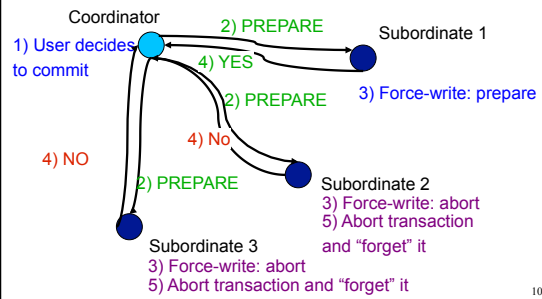 Coordinator
1) User decides
to commit
2) PREPARE
4) YES
Subordinate 1
3) Force-write: prepare
2) PREPARE
4) No
4) NO
2) PREPARE
Subordinate 2
3) Force-write: abort
5) Abort transaction
and “forget” it
Subordinate 3
3) Force-write: abort
5) Abort transaction and “forget” it
10